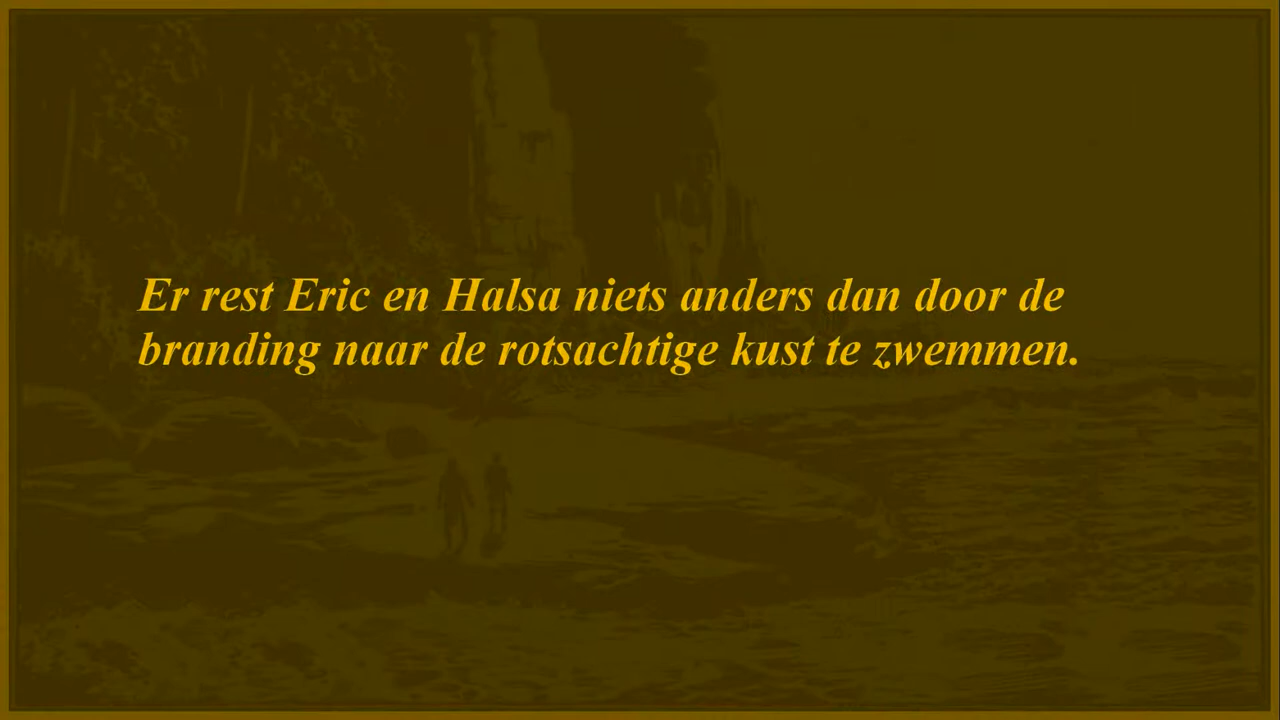 Er rest Eric en Halsa niets anders dan door de
branding naar de rotsachtige kust te zwemmen.